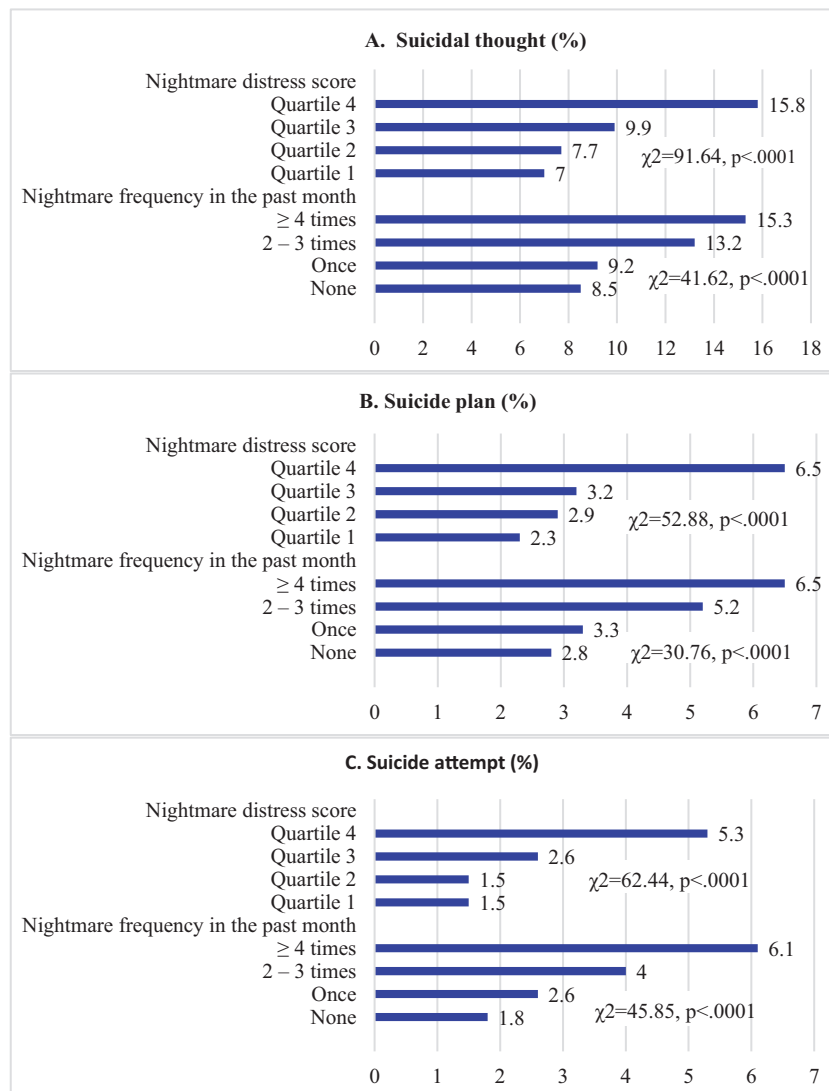 A. Suicidal thought (%)
Nightmare distress score
Quartile 4 15.8
Quartile 3 9.9
Quartile 2 7.7
χ2=91.64, p<.0001
Quartile 1 7
Nightmare frequency in the past month
≥ 4 times 15.3
2 – 3 times 13.2
Once 9.2
χ2=41.62, p<.0001
None 8.5
0 2 4 6 8 10 12 14 16 18
B. Suicide plan (%)
Nightmare distress score
Quartile 4 6.5
Quartile 3 3.2
Quartile 2 2.9
χ2=52.88, p<.0001
Quartile 1 2.3
Nightmare frequency in the past month
≥ 4 times 6.5
2 – 3 times 5.2
Once 3.3
None 2.8
χ2=30.76, p<.0001
0 1 2 3 4 5 6 7
C. Suicide attempt (%)
Nightmare distress score
Quartile 4 5.3
Quartile 3 2.6
Quartile 2 1.5
χ2=62.44, p<.0001
Quartile 1 1.5
Nightmare frequency in the past month
≥ 4 times 6.1
2 – 3 times 4
Once 2.6
χ2=45.85, p<.0001
None 1.8
0 1 2 3 4 5 6 7